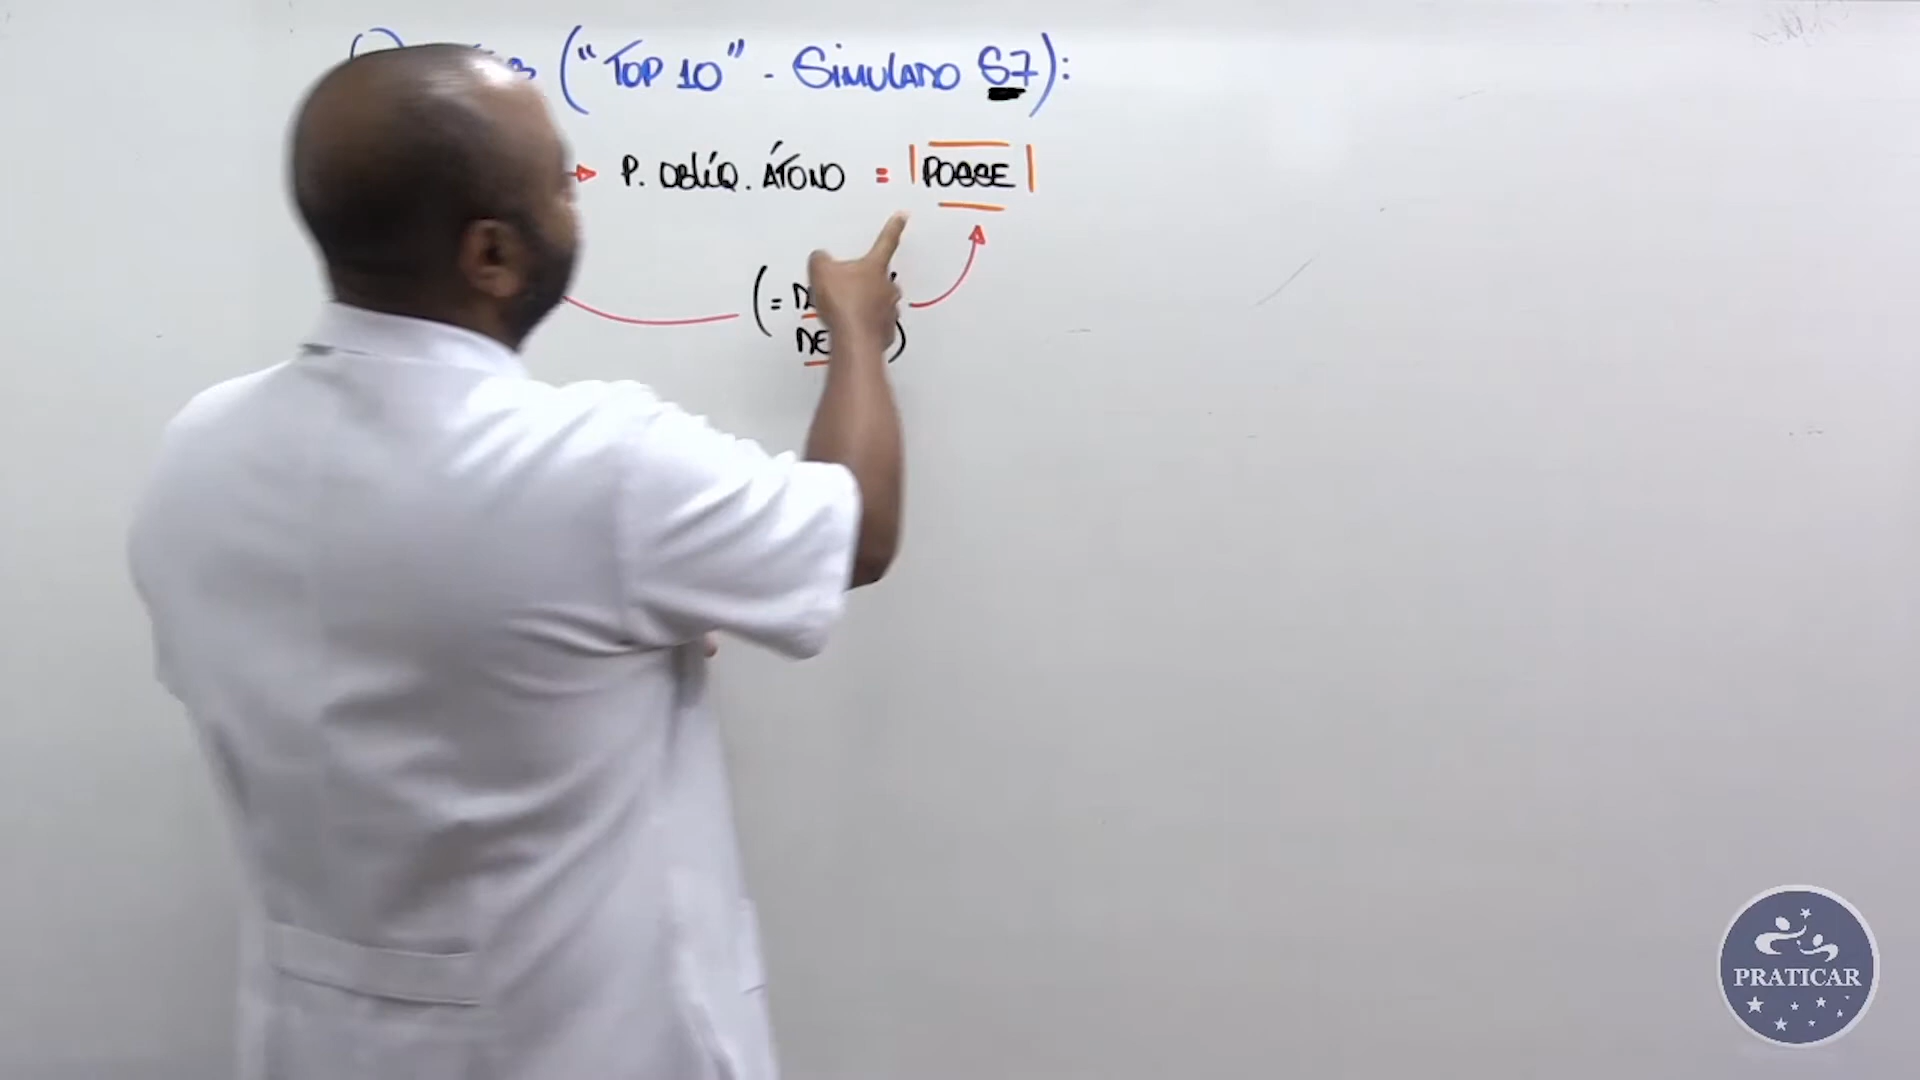 ("TOP 10" - SIMULADO S7):
P. OBLÍQ. ÁTONO = |POSSE|
(=
)
PRATICAR